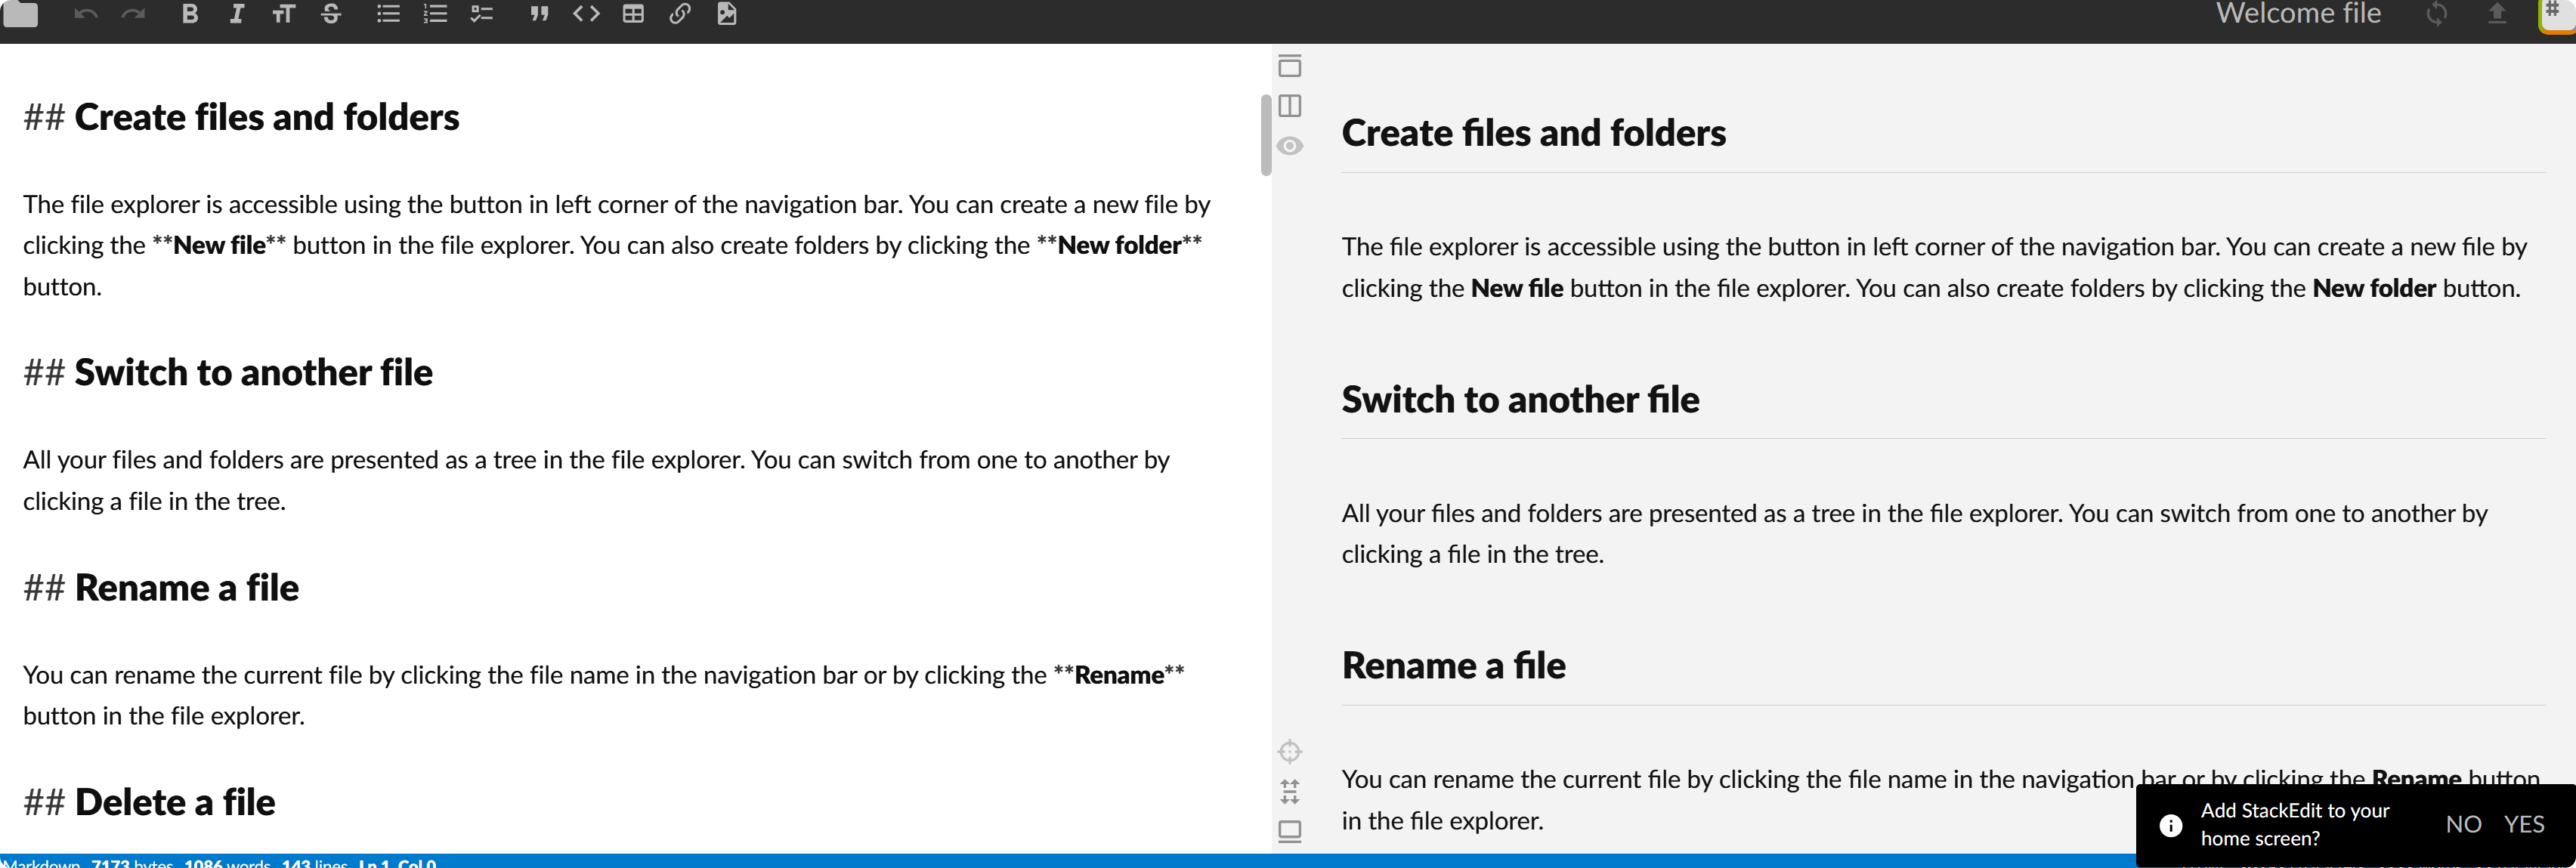 Welcome file
#
## Create files and folders
The file explorer is accessible using the button in left corner of the navigation bar. You can create a new file by
clicking the **New file** button in the file explorer. You can also create folders by clicking the **New folder**
button.
## Switch to another file
All your files and folders are presented as a tree in the file explorer. You can switch from one to another by
clicking a file in the tree.
## Rename a file
You can rename the current file by clicking the file name in the navigation bar or by clicking the **Rename**
button in the file explorer.
## Delete a file
Create files and folders
The file explorer is accessible using the button in left corner of the navigation bar. You can create a new file by
clicking the New file button in the file explorer. You can also create folders by clicking the New folder button.
Switch to another file
All your files and folders are presented as a tree in the file explorer. You can switch from one to another by
clicking a file in the tree.
Rename a file
You can rename the current file by clicking the file name in the navigation bar or by clicking the Rename button
in the file explorer.
Add StackEdit to your
home screen?
NO YES
Markdown 7173 bytes 1086 words 143 lines Ln 1, Col 0